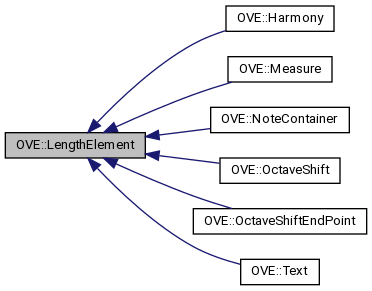 OVE::Harmony
OVE::Measure
OVE::NoteContainer
OVE::LengthElement
OVE::OctaveShift
OVE::OctaveShiftEndPoint
OVE::Text